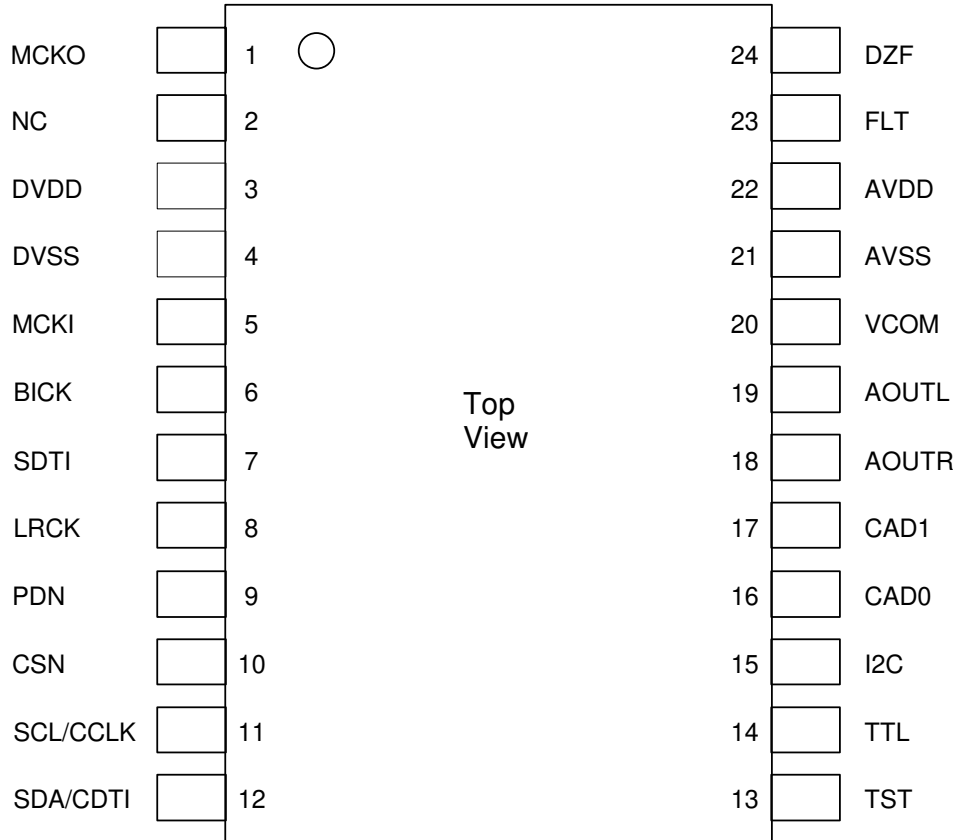 MCKO 1 24 DZF
NC 2 23 FLT
DVDD 3 22 AVDD
DVSS 4 21 AVSS
MCKI 5 20 VCOM
BICK 6 19 AOUTL
Top
View
SDTI 7 18 AOUTR
LRCK 8 17 CAD1
PDN 9 16 CAD0
CSN 10 15 I2C
SCL/CCLK 11 14 TTL
SDA/CDTI 12 13 TST